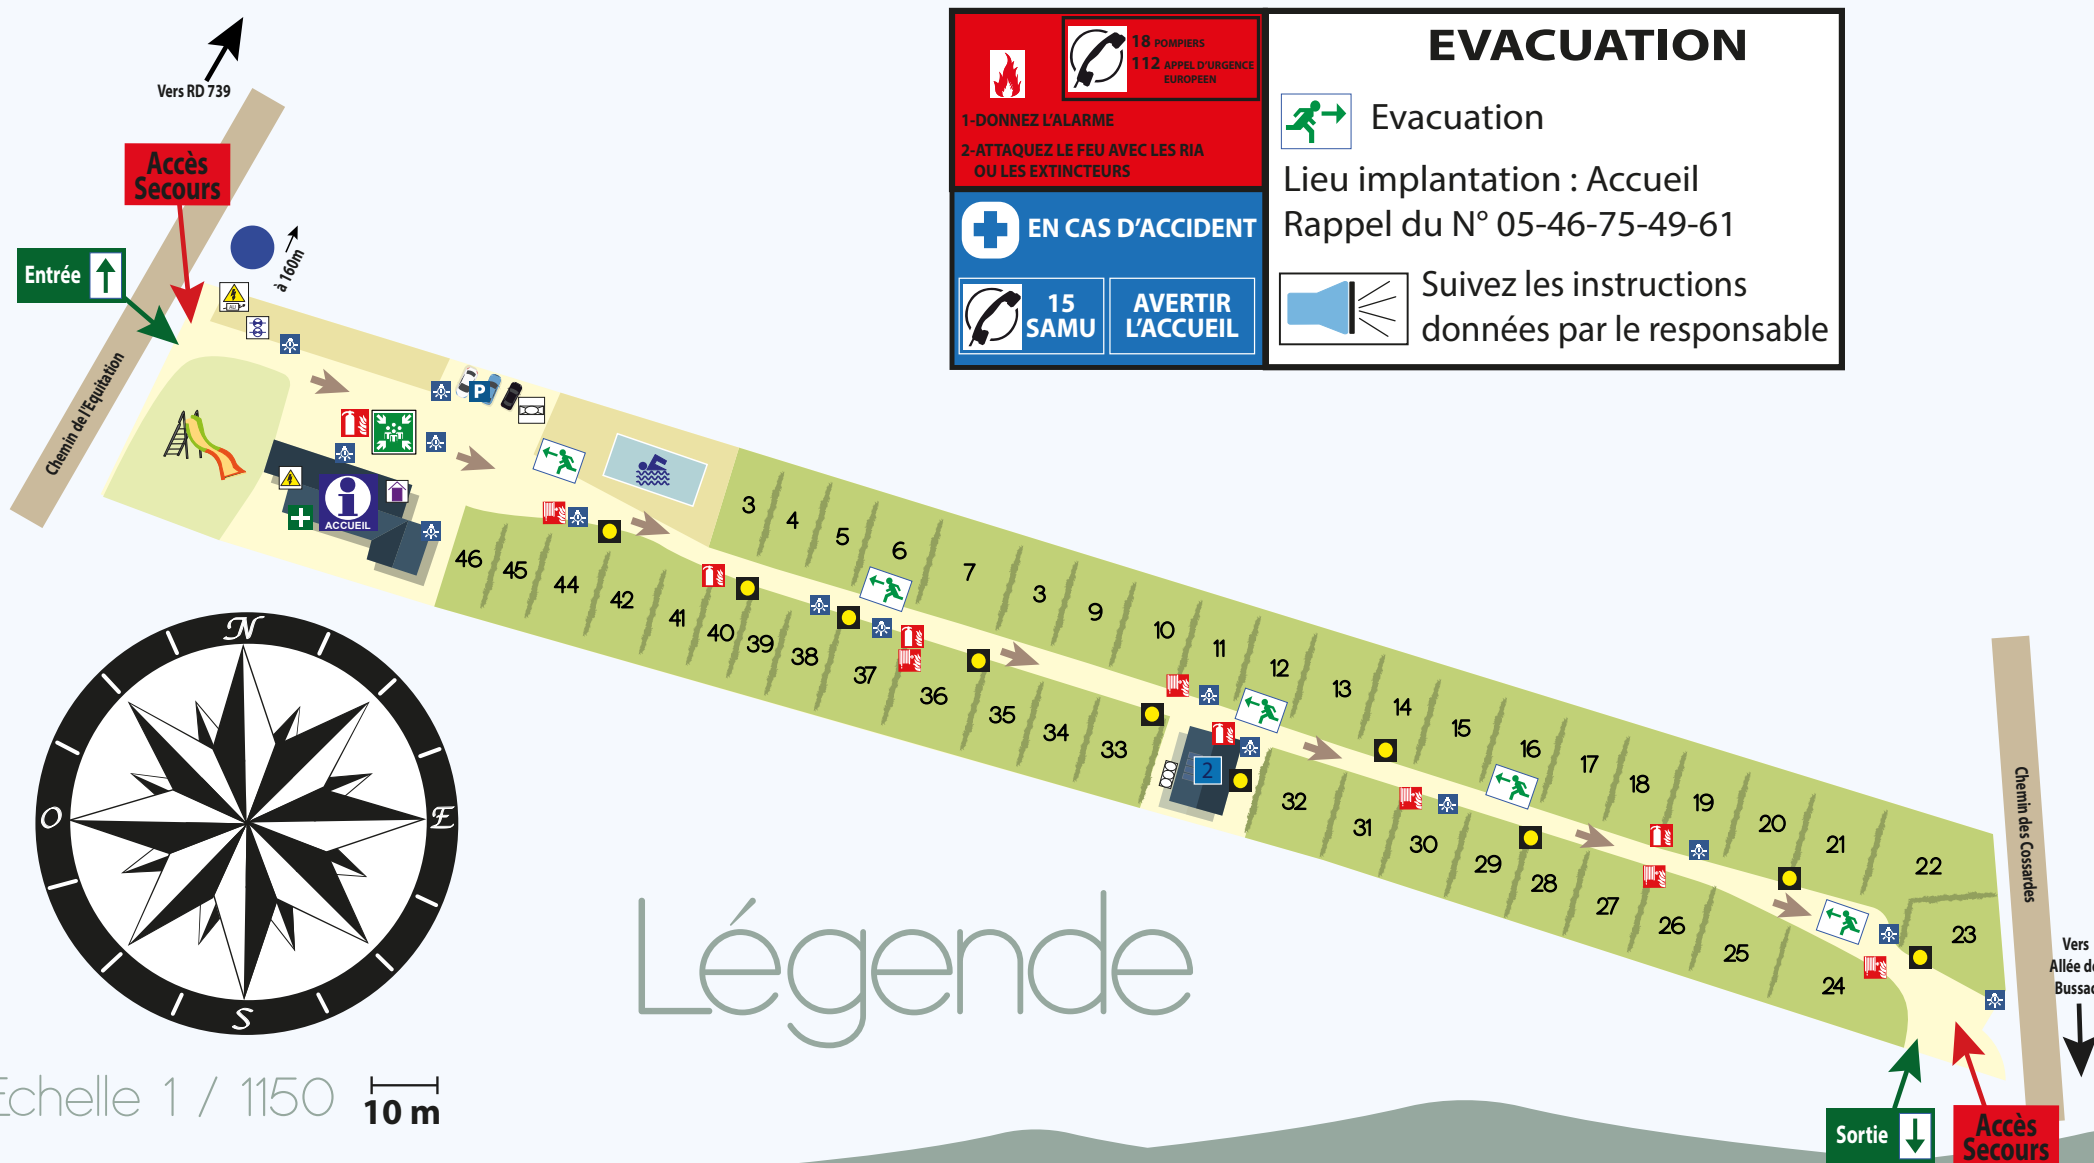 Vers RD 739
Accès
Secours
Entrée
à 160m
Chemin de l'Equitation
18 POMPIERS
112 APPEL D'URGENCE
EUROPEEN
1-DONNEZ L'ALARME
2-ATTAQUEZ LE FEU AVEC LES RIA
OU LES EXTINCTEURS
EN CAS D'ACCIDENT
15
SAMU
AVERTIR
L'ACCUEIL
EVACUATION
Evacuation
Lieu implantation : Accueil
Rappel du N° 05-46-75-49-61
Suivez les instructions
données par le responsable
P
i
ACCUEIL
3
4
5
6
7
3
9
10
11
12
13
14
15
16
17
18
19
20
21
22
23
46
45
44
42
41
40
39
38
37
36
35
34
33
2
32
31
30
29
28
27
26
25
24
N
O
E
S
Légende
Echelle 1 / 1150
10 m
Chemin des Cossardes
Vers
Allée de
Bussac
Sortie
Accès
Secours